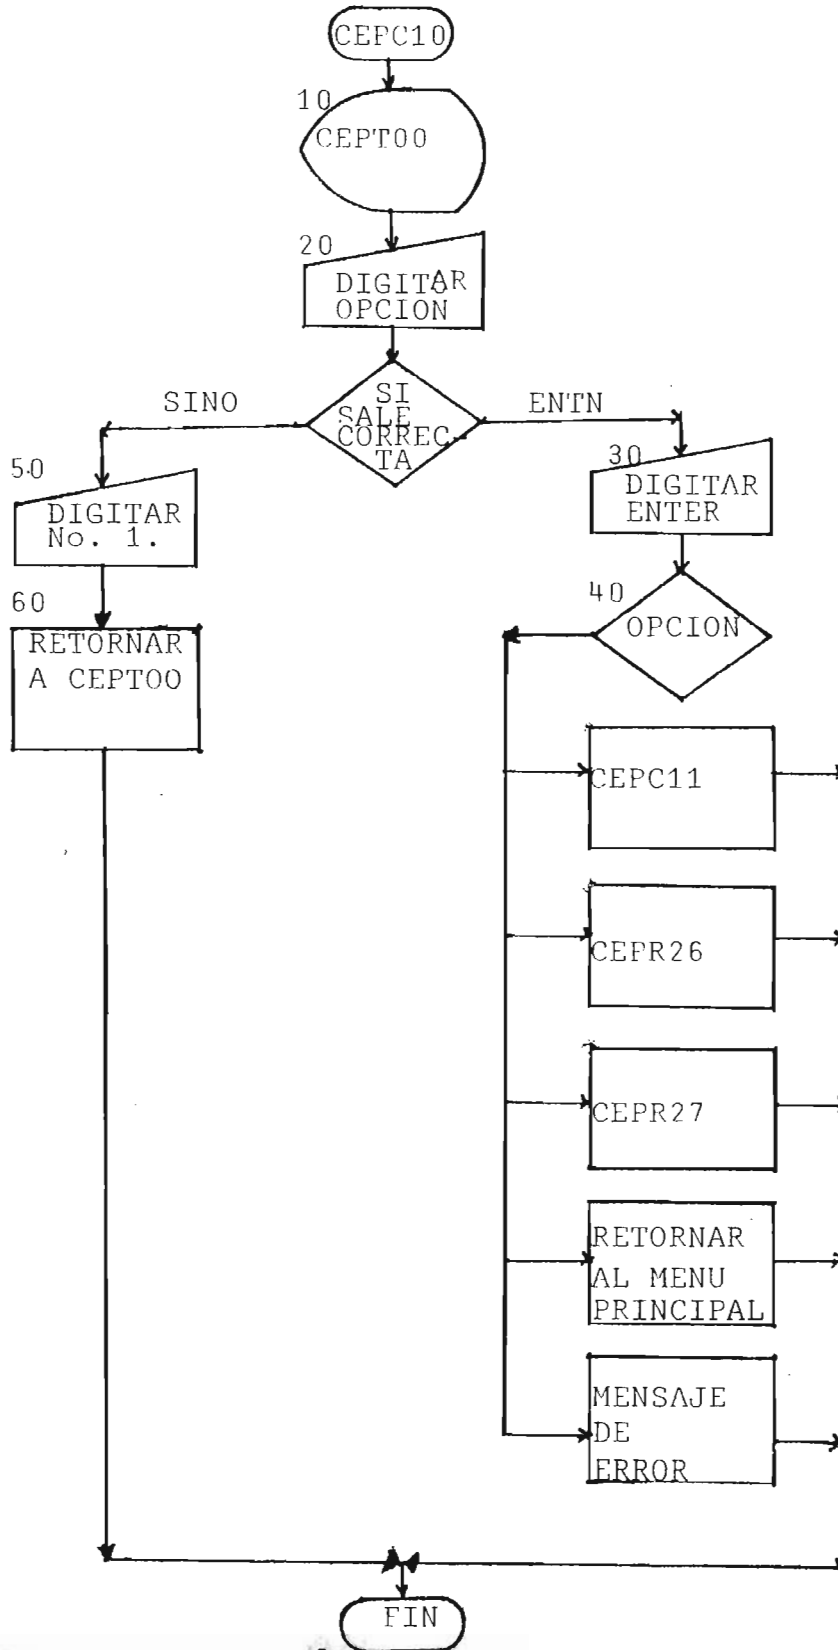 CEPC10
10
CEPT00
20
DIGITAR
OPCION
SI
SALE
CORREC
TA
SINO
ENTN
50
DIGITAR
No. 1.
30
DIGITAR
ENTER
60
RETORNAR
A CEPT00
40
OPCION
CEPC11
CEPR26
CEPR27
RETORNAR
AL MENU
PRINCIPAL
MENSAJE
DE
ERROR
FIN